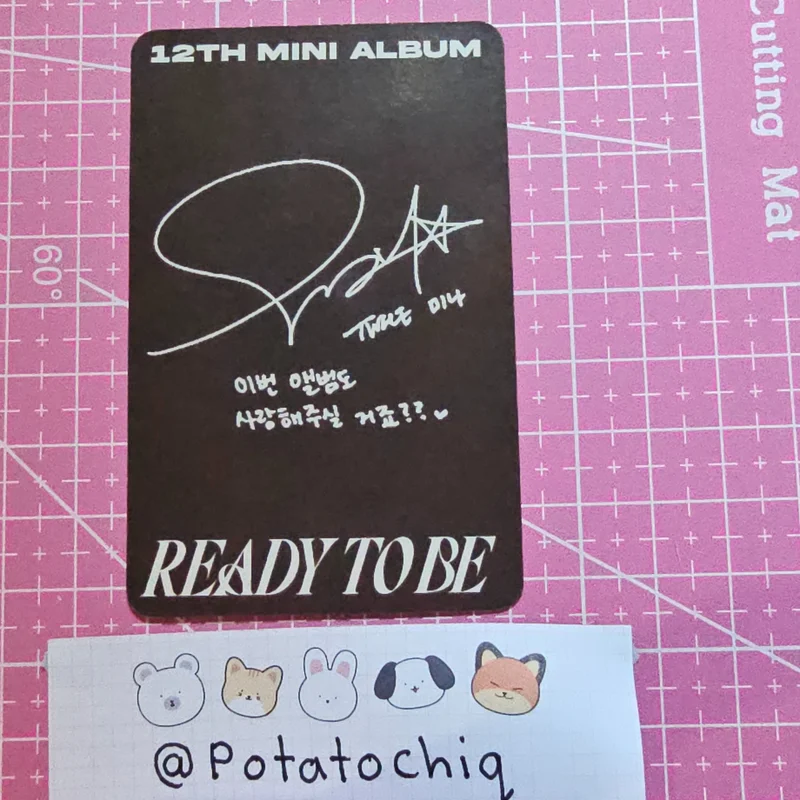 Cutting Mat
12TH MINI ALBUM
60°
TWICE 미나
이번 앨범도
사랑해주실 거죠??♥
READY TO BE
@Potatochiq